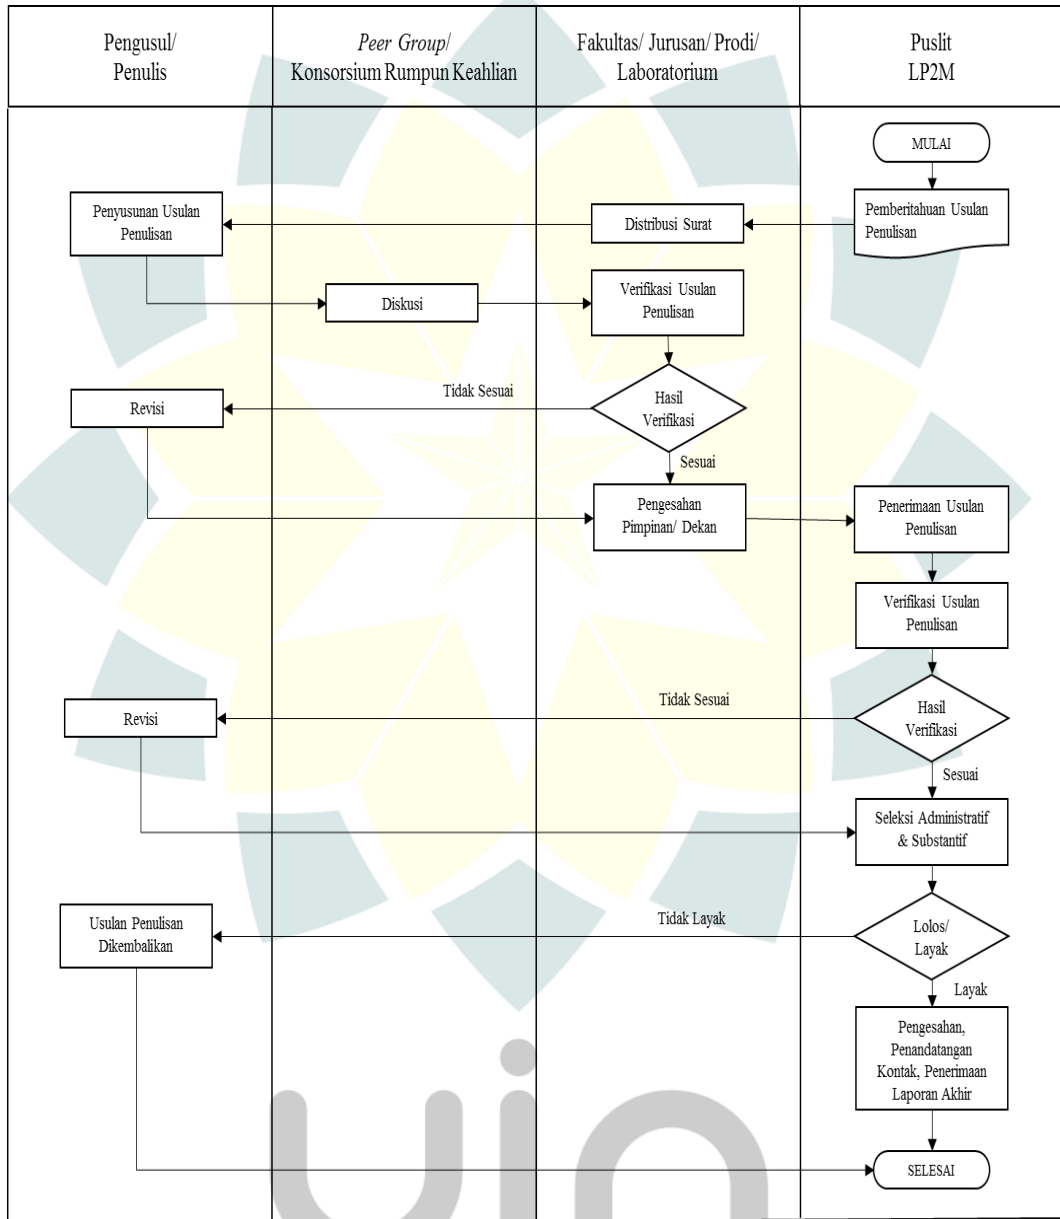 Pengusul/
Penulis
Peer Group/
Konsorsium Rumpun Keahlian
Fakultas/ Jurusan/ Prodi/
Laboratorium
Puslit
LP2M
MULAI
Pemberitahuan Usulan
Penulisan
Distribusi Surat
Penyusunan Usulan
Penulisan
Diskusi
Verifikasi Usulan
Penulisan
Hasil
Verifikasi
Tidak Sesuai
Revisi
Sesuai
Pengesahan
Pimpinan/ Dekan
Penerimaan Usulan
Penulisan
Verifikasi Usulan
Penulisan
Hasil
Verifikasi
Tidak Sesuai
Revisi
Sesuai
Seleksi Administratif
& Substantif
Lolos/
Layak
Tidak Layak
Usulan Penulisan
Dikembalikan
Layak
Pengesahan,
Penandatangan
Kontak, Penerimaan
Laporan Akhir
SELESAI
uin